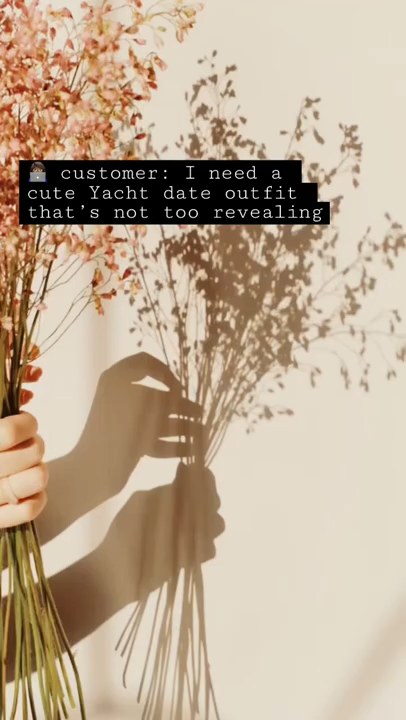 👩🏾‍💻 customer: I need a
cute Yacht date outfit
that's not too revealing